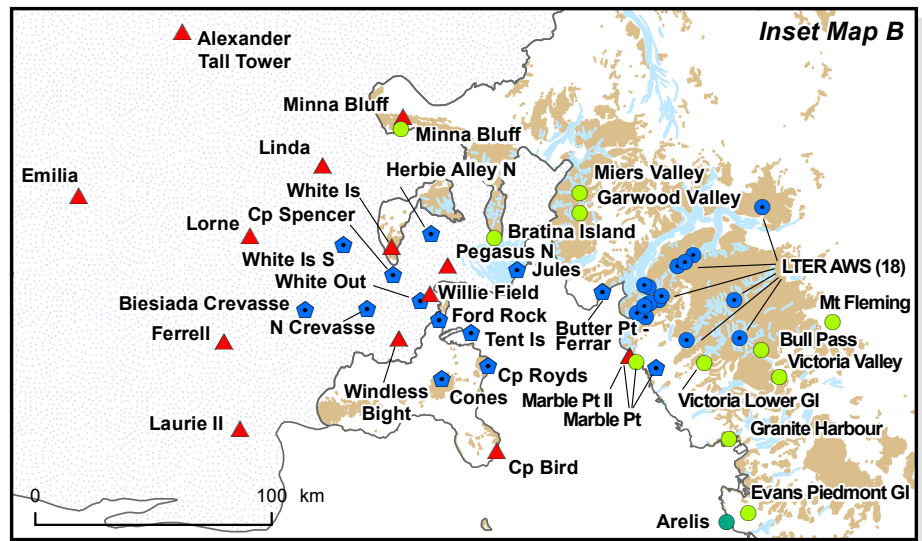 Inset Map B
Alexander
Tall Tower
Minna Bluff
Minna Bluff
Linda
Herbie Alley N
Emilia
White Is
Miers Valley
Garwood Valley
Cp Spencer
Lorne
Bratina Island
White Is S
Pegasus N
Jules
LTER AWS (18)
White Out
Willie Field
Biesiada Crevasse
Mt Fleming
N Crevasse
Ford Rock
Butter Pt -
Ferrar
Ferrell
Tent Is
Bull Pass
Victoria Valley
Cp Royds
Windless
Bight
Cones
Marble Pt II
Marble Pt
Victoria Lower Gl
Laurie II
Granite Harbour
Cp Bird
0 100 km
Evans Piedmont Gl
Arelis